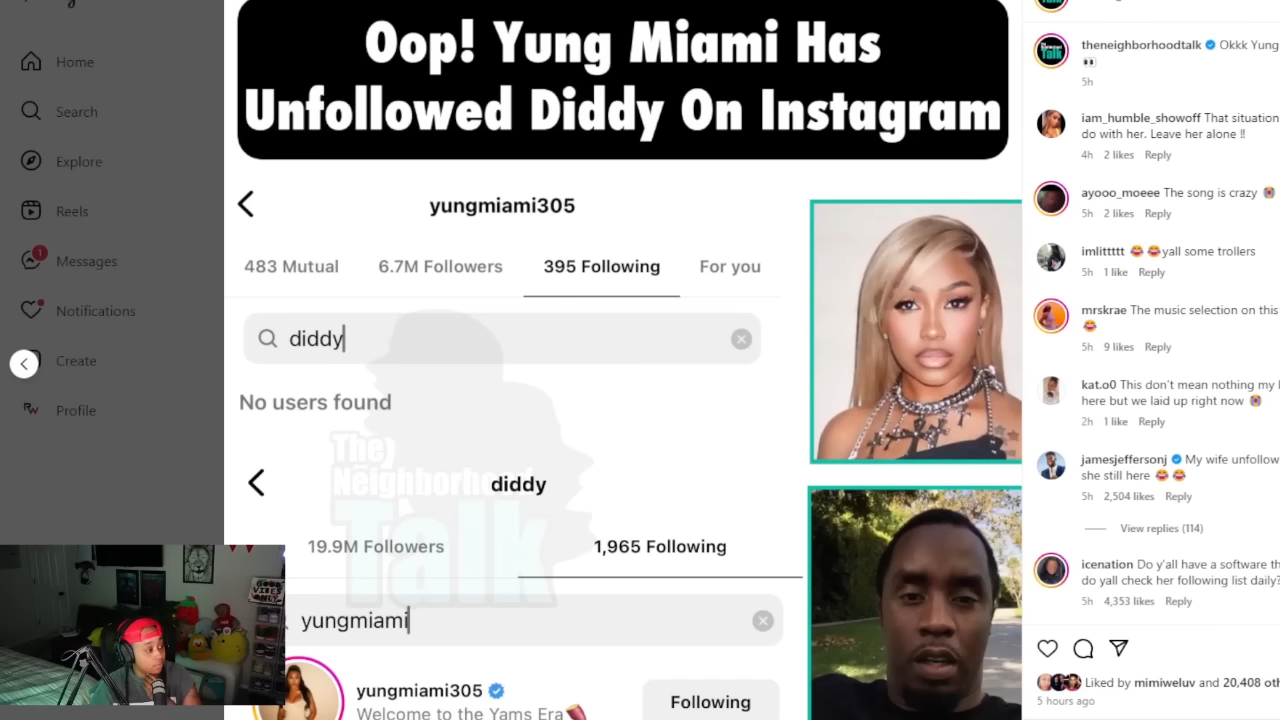 Oop! Yung Miami Has
Unfollowed Diddy On Instagram
Home
Search
Explore
Reels
1
Messages
Notifications
Create
Profile
yungmiami305
483 Mutual
6.7M Followers
395 Following
For you
diddy
No users found
The
Neighborhood
Talk
diddy
19.9M Followers
1,965 Following
yungmiami
yungmiami305
Welcome to the Yams Era🍠
Following
GOOD
VIBES
ONLY
theneighborhoodtalk Okkk Yung
👀
5h
iam_humble_showoff That situation
do with her. Leave her alone ‼
4h 2 likes Reply
ayooo_moeee The song is crazy 😭
5h 2 likes Reply
imlittttt 😂😂yall some trollers
5h 1 like Reply
mrskrae The music selection on this
😂
5h 9 likes Reply
kat.o0 This don't mean nothing my
here but we laid up right now 😭
2h 1 like Reply
jamesjeffersonj My wife unfollow
she still here 😂😂
5h 2,504 likes Reply
View replies (114)
icenation Do y'all have a software th
do yall check her following list daily?
5h 4,353 likes Reply
Liked by mimiweluv and 20,408 oth
5 hours ago